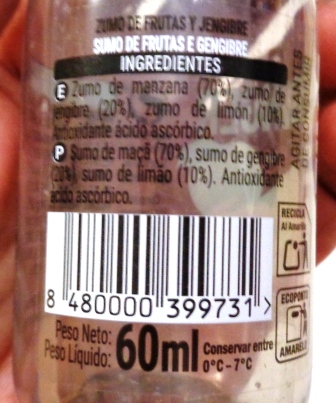 ZUMO DE FRUTAS Y JENGIBRE
SUMO DE FRUTAS E GENGIBRE
INGREDIENTES
E Zumo de manzana (70%), zumo de
jengibre (20%), zumo de limón (10%).
Antioxidante ácido ascórbico.
P Sumo de maçã (70%), sumo de gengibre
(20%), sumo de limão (10%). Antioxidante
ácido ascórbico.
8 480000 399731 >
Peso Neto:
Peso Líquido:
60ml
Conservar entre
0°C - 7°C
AGITAR ANTES
DE CONSUMIR
RECICLA
Al Amarillo
ECOPONTO
AMARELO